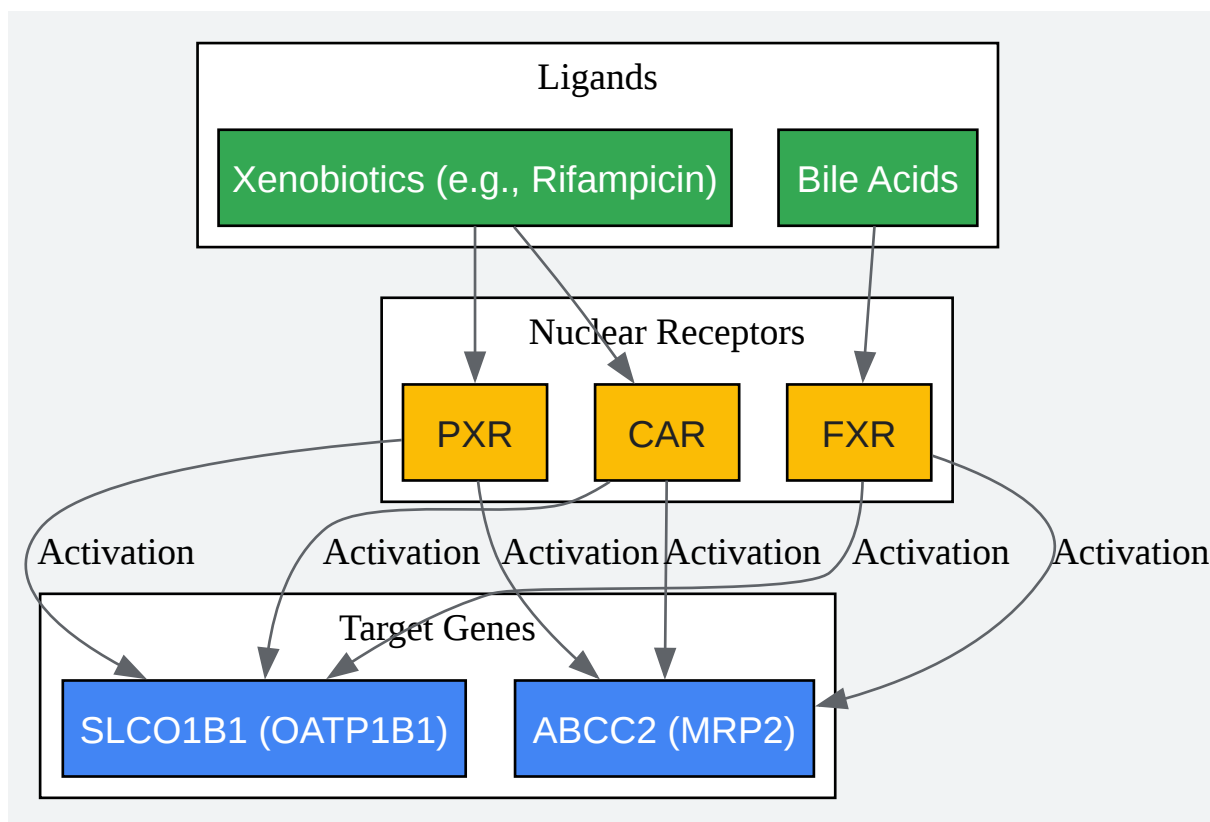 Ligands
Xenobiotics (e.g., Rifampicin)
Bile Acids
Nuclear Receptors
PXR
CAR
FXR
Activation
Activation
Activation
Activation
Activation
Activation
Target Genes
SLCO1B1 (OATP1B1)
ABCC2 (MRP2)